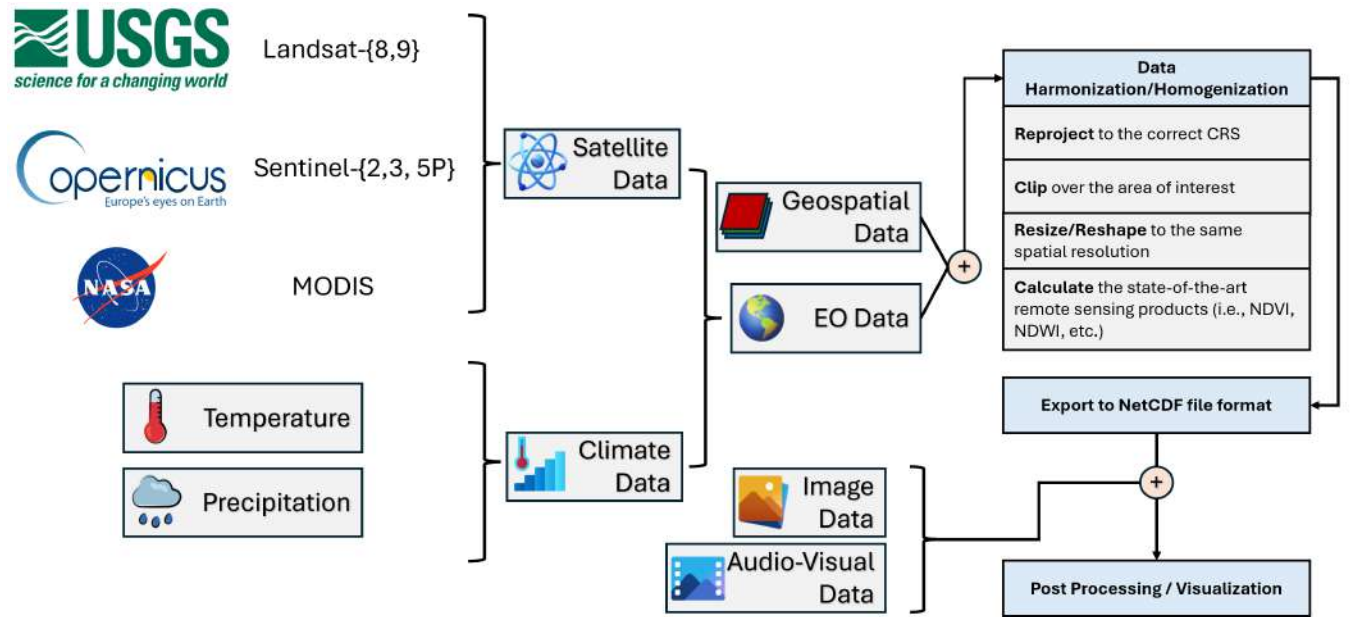 USGS
science for a changing world
Landsat-{8,9}
Copernicus
Europe's eyes on Earth
Sentinel-{2,3, 5P}
NASA
MODIS
Temperature
Precipitation
Satellite
Data
Climate
Data
Geospatial
Data
EO Data
+
Image
Data
Audio-Visual
Data
Data
Harmonization/Homogenization
Reproject to the correct CRS
Clip over the area of interest
Resize/Reshape to the same
spatial resolution
Calculate the state-of-the-art
remote sensing products (i.e., NDVI,
NDWI, etc.)
Export to NetCDF file format
+
Post Processing / Visualization